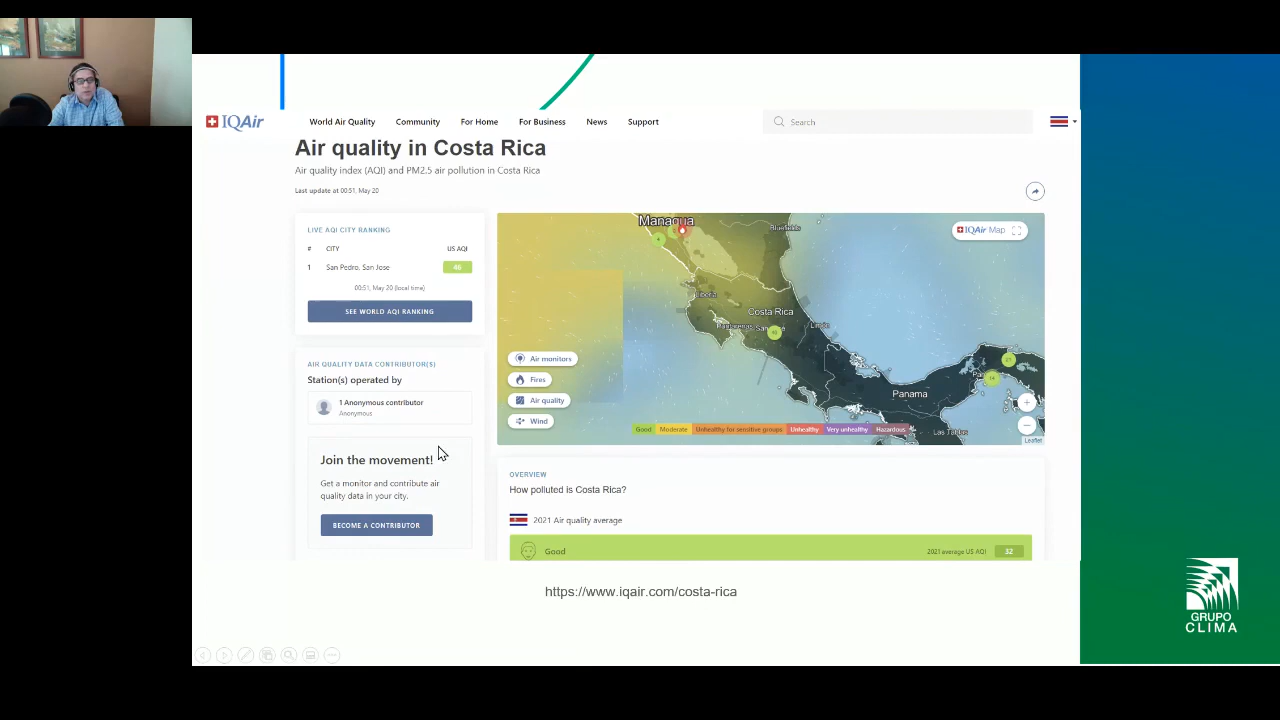 IQAir
World Air Quality
Community
For Home
For Business
News
Support
Search
Air quality in Costa Rica
Air quality index (AQI) and PM2.5 air pollution in Costa Rica
Last update at 00:51, May 20
LIVE AQI CITY RANKING
# CITY US AQI
1 San Pedro, San Jose 46
00:51, May 20 (local time)
SEE WORLD AQI RANKING
AIR QUALITY DATA CONTRIBUTOR(S)
Station(s) operated by
1 Anonymous contributor
Anonymous
Join the movement!
Get a monitor and contribute air
quality data in your city.
BECOME A CONTRIBUTOR
Managua
Bluefields
IQAir Map
Liberia
Costa Rica
Puntarenas
Limón
Panama
Las Tablas
Air monitors
Fires
Air quality
Wind
Good
Moderate
Unhealthy for sensitive groups
Unhealthy
Very unhealthy
Hazardous
+
−
Leaflet
OVERVIEW
How polluted is Costa Rica?
2021 Air quality average
Good
2021 average US AQI 32
https://www.iqair.com/costa-rica
GRUPO
CLIMA